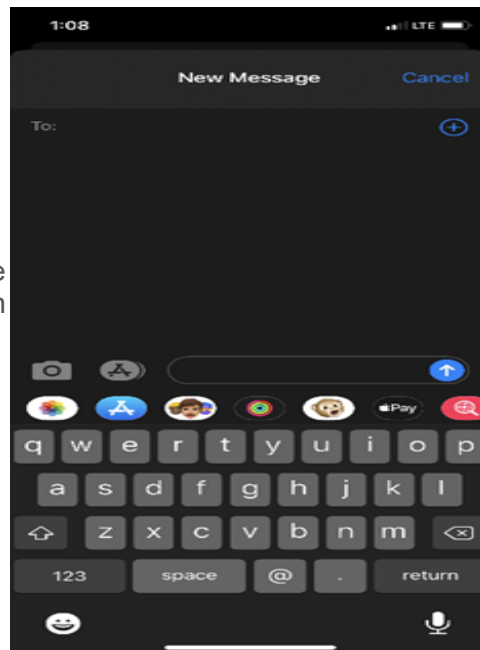 1:08 LTE
New Message Cancel
To:
e
n
Pay
q w e r t y u i o p
a s d f g h j k l
z x c v b n m
123 space @ . return